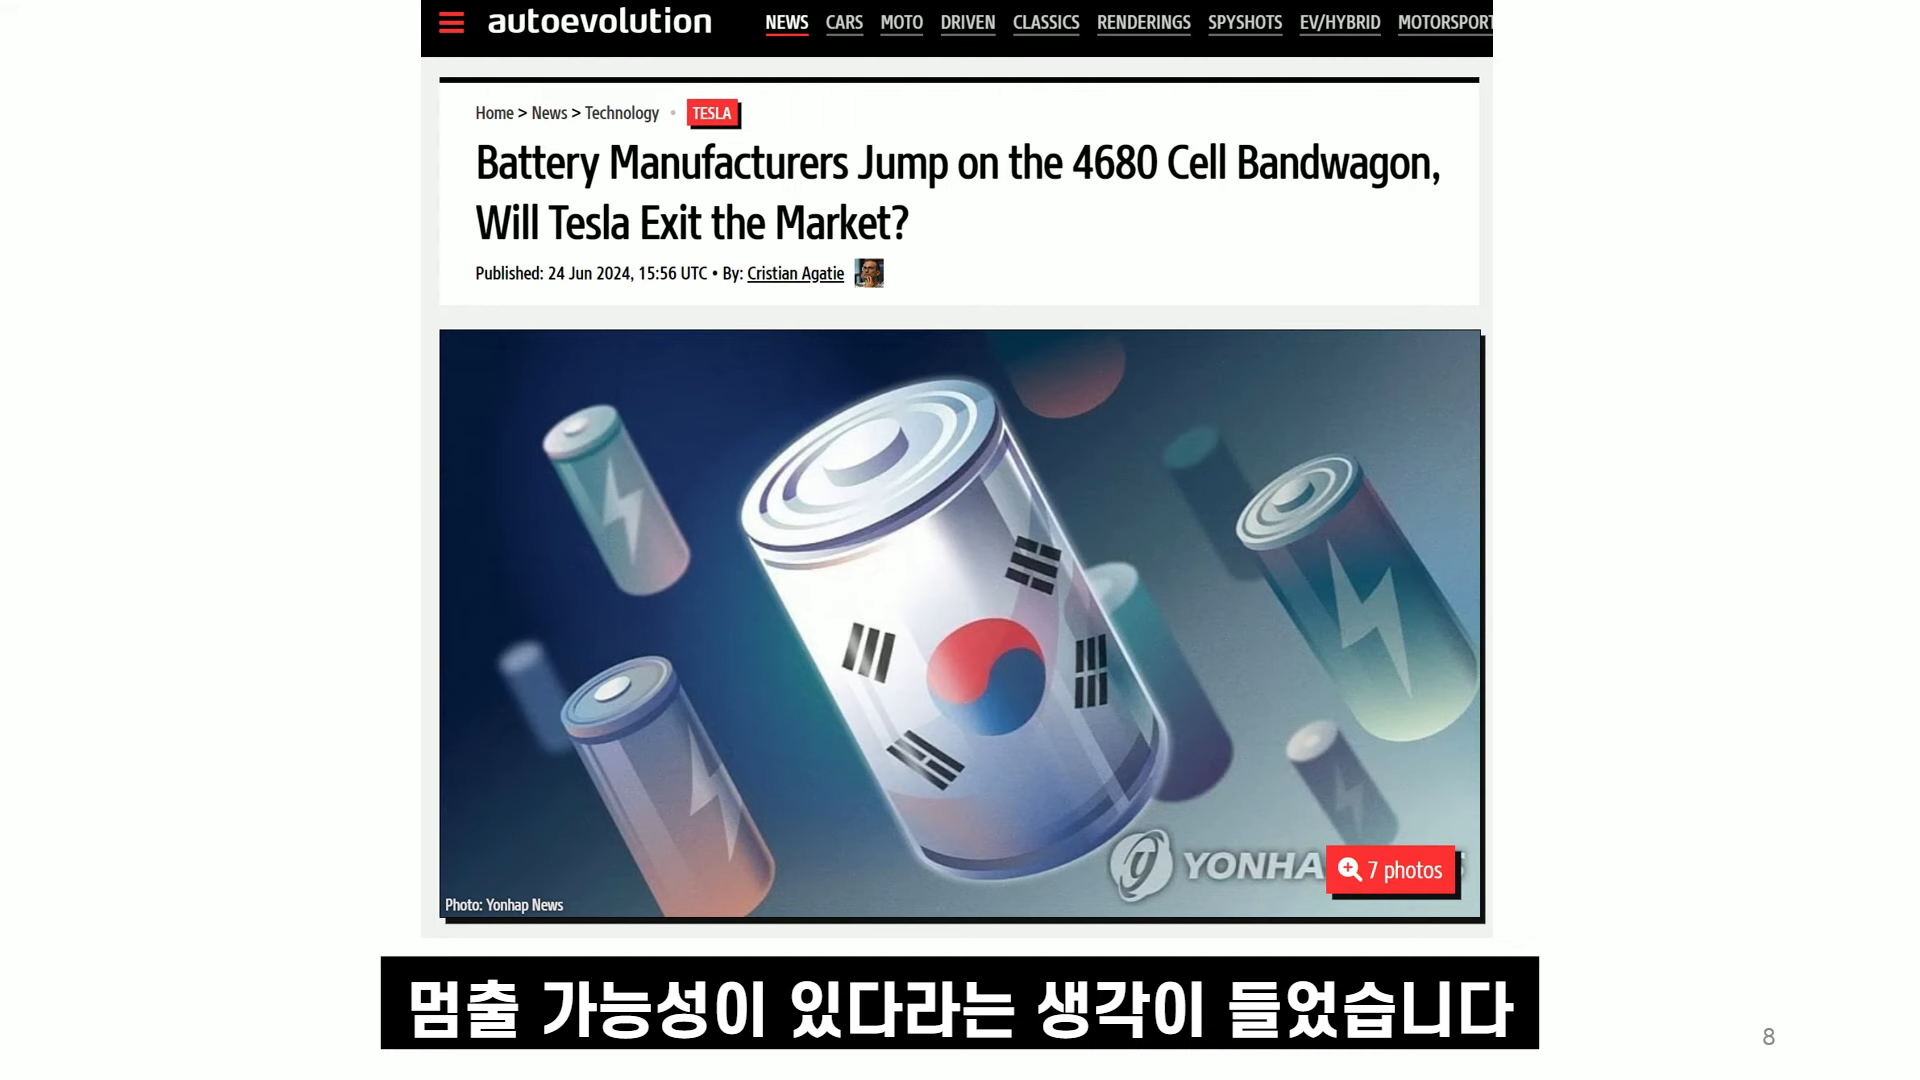 autoevolution
NEWS CARS MOTO DRIVEN CLASSICS RENDERINGS SPYSHOTS EV/HYBRID MOTORSPORT
Home > News > Technology • TESLA
Battery Manufacturers Jump on the 4680 Cell Bandwagon,
Will Tesla Exit the Market?
Published: 24 Jun 2024, 15:56 UTC • By: Cristian Agatie
YONHA
7 photos
Photo: Yonhap News
멈출 가능성이 있다라는 생각이 들었습니다
8